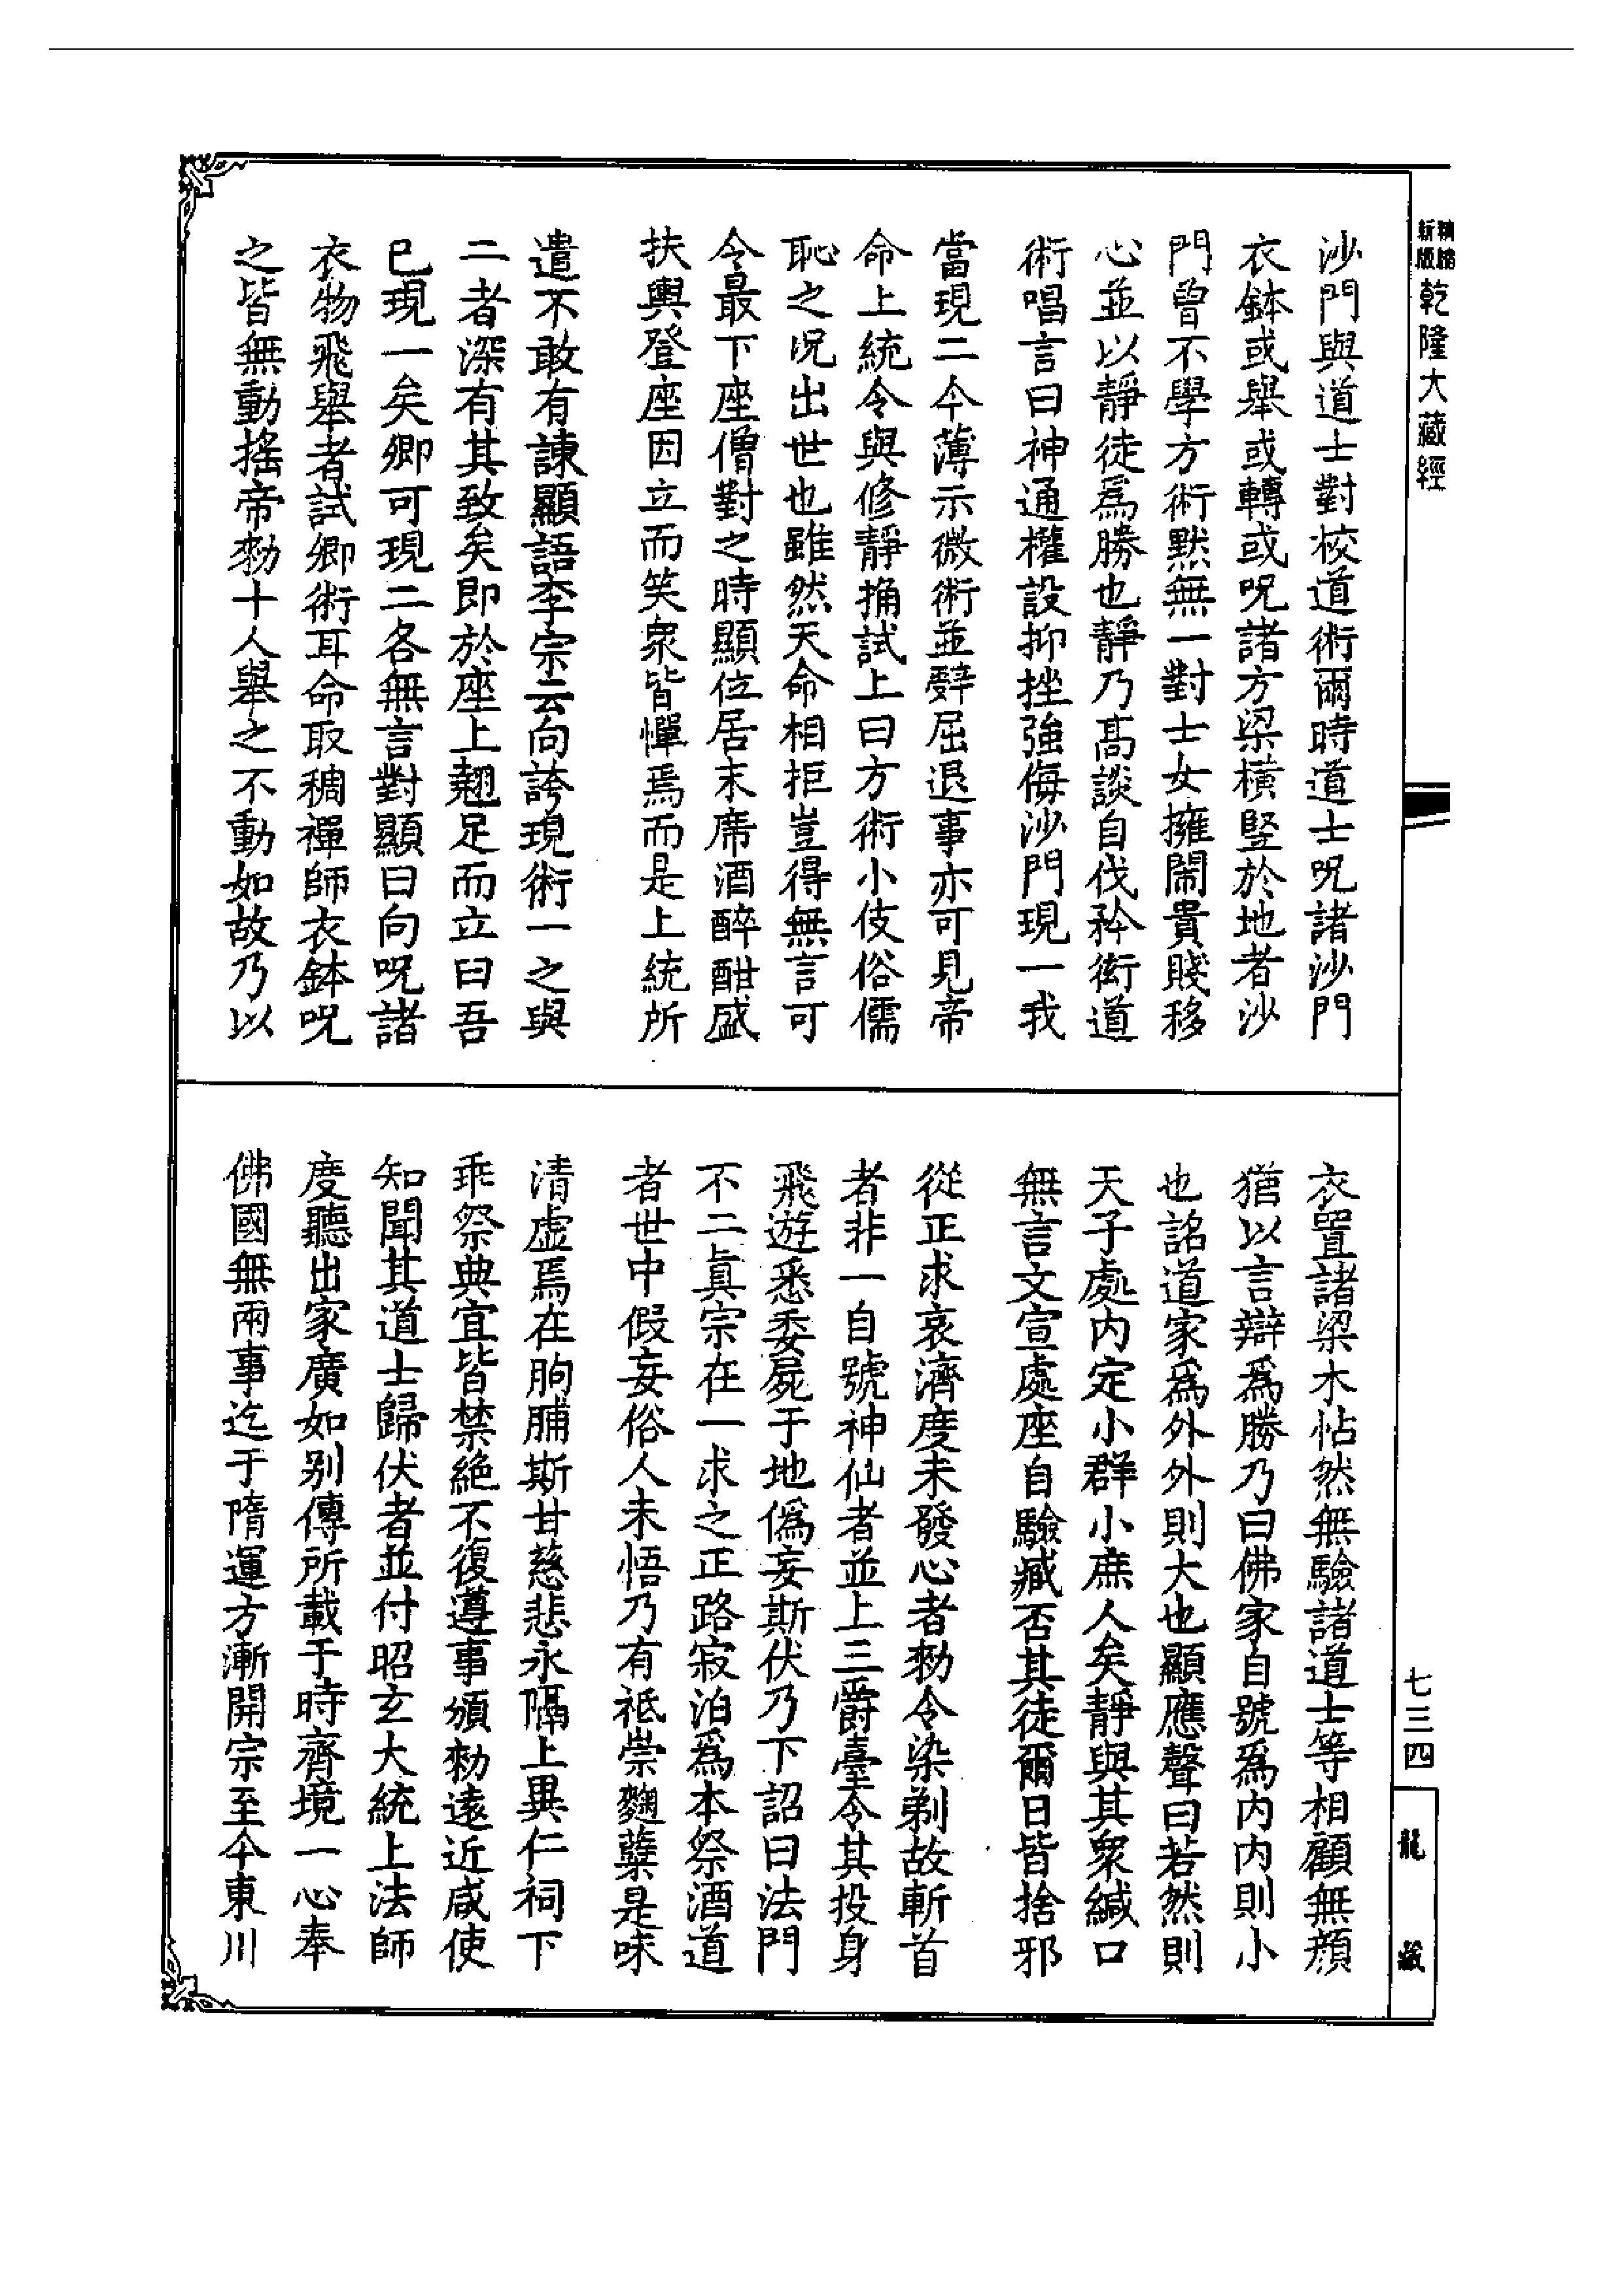 新版精縮乾隆大藏經
沙門與道士對校道術爾時道士呪諸沙門
衣鉢或舉或轉或呪諸方梁橫豎於地者沙
門曾不學方術黙無一對士女擁閙貴賤移
心並以靜徒爲勝也靜乃髙談自伐矜衒道
術唱言曰神通權設抑挫強侮沙門現一我
當現二今薄示微術並辭屈退事亦可見帝
命上統令與修靜捔試上曰方術小伎俗儒
恥之況出世也雖然天命相拒豈得無言可
令最下座僧對之時顯位居末席酒醉酣盛
扶輿登座因立而笑衆皆憚焉而是上統所
遣不敢有諫顯語李宗云向誇現術一之與
二者深有其致矣即於座上翹足而立曰吾
已現一矣卿可現二各無言對顯曰向呪諸
衣物飛舉者試卿術耳命取稠禪師衣鉢呪
之皆無動搖帝勑十人舉之不動如故乃以
衣置諸梁木怗然無驗諸道士等相顧無顔
猶以言辯爲勝乃曰佛家自號爲内内則小
也詺道家爲外外則大也顯應聲曰若然則
天子處内定小群小庶人矣靜與其衆緘口
無言文宣處座自驗臧否其徒爾日皆捨邪
從正求哀濟度未發心者勑令染剃故斬首
者非一自號神仙者並上三爵臺令其投身
飛遊悉委屍于地僞妄斯伏乃下詔曰法門
不二眞宗在一求之正路寂泊爲本祭酒道
者世中假妄俗人未悟乃有祇崇麴糵是味
清虛焉在朐脯斯甘慈悲永隔上異仁祠下
乖祭典宜皆禁絶不復遵事頒勑遠近咸使
知聞其道士歸伏者並付昭玄大統上法師
度聽出家廣如别傳所載于時齊境一心奉
佛國無兩事迄于隋運方漸開宗至今東川
七三四
龍藏